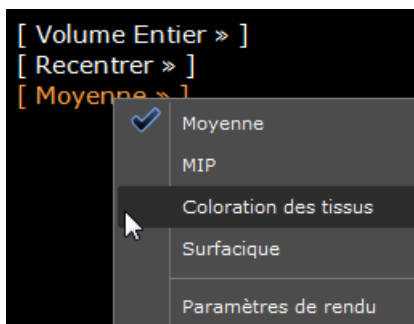 [ Volume Entier » ]
[ Recentrer » ]
[ Moyenne » ]
Moyenne
MIP
Coloration des tissus
Surfacique
Paramètres de rendu